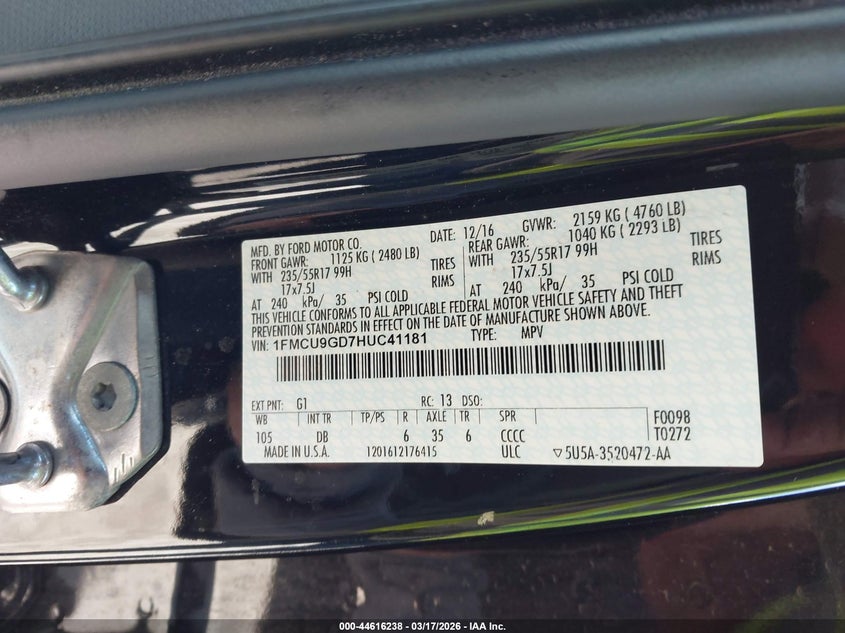 MFD. BY FORD MOTOR CO. DATE: 12/16 GVWR: 2159 KG ( 4760 LB)
FRONT GAWR: 1125 KG ( 2480 LB) REAR GAWR: 1040 KG ( 2293 LB)
WITH 235/55R17 99H TIRES WITH 235/55R17 99H TIRES
17x7.5J RIMS 17x7.5J RIMS
AT 240 kPa/ 35 PSI COLD AT 240 kPa/ 35 PSI COLD
THIS VEHICLE CONFORMS TO ALL APPLICABLE FEDERAL MOTOR VEHICLE SAFETY AND THEFT
PREVENTION STANDARDS IN EFFECT ON THE DATE OF MANUFACTURE SHOWN ABOVE.
VIN: 1FMCU9GD7HUC41181 TYPE: MPV
EXT PNT: G1 RC: 13 DSO:
WB INT TR TP/PS R AXLE TR SPR F0098
105 DB 6 35 6 CCCC T0272
MADE IN U.S.A. 1201612176415 ULC ▽5U5A-3520472-AA
000-44616238 - 03/17/2026 - IAA Inc.